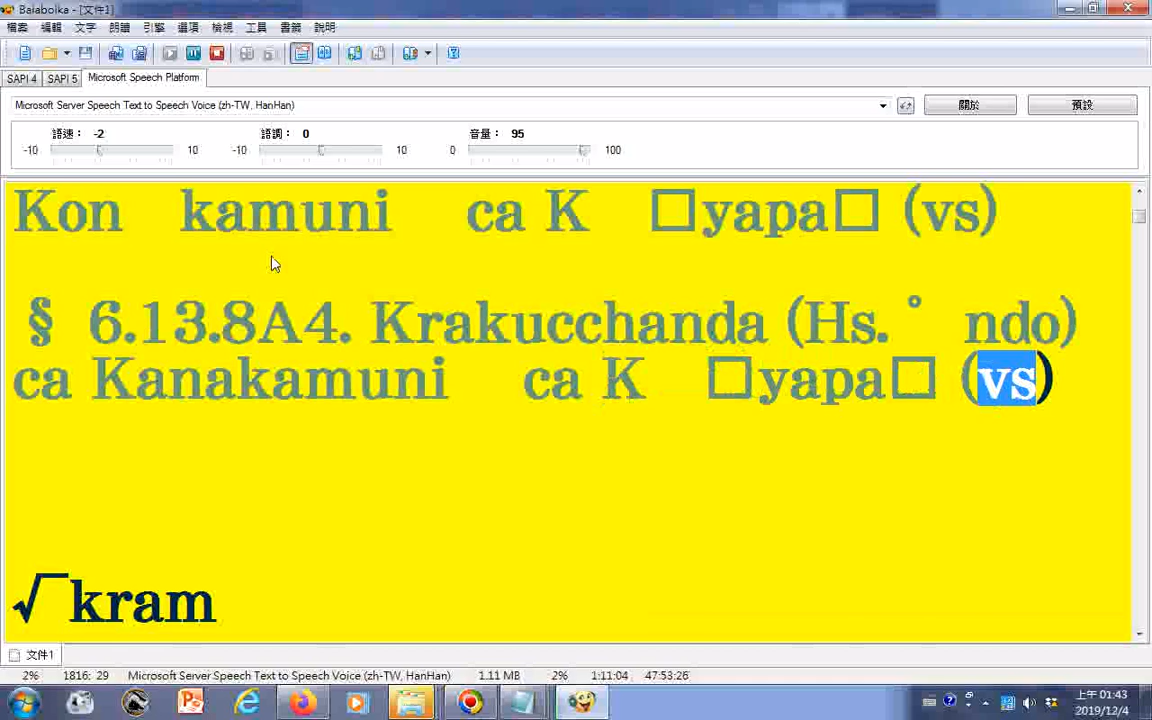 Balabolka - [文件1]
檔案 編輯 文字 朗讀 引擎 選項 檢視 工具 書籤 說明
SAPI 4 SAPI 5 Microsoft Speech Platform
Microsoft Server Speech Text to Speech Voice (zh-TW, HanHan) 關於 預設
語速： -2 語調： 0 音量： 95
-10 10 -10 10 0 100
Kon kamuni ca K □yapa□ (vs)
§ 6.13.8A4. Krakucchanda (Hs. ° ndo)
ca Kanakamuni ca K □yapa□ (vs)
√kram
文件1
2% 1816: 29 Microsoft Server Speech Text to Speech Voice (zh-TW, HanHan) 1.11 MB 2% 1:11:04 47:53:26
上午 01:43
2019/12/4